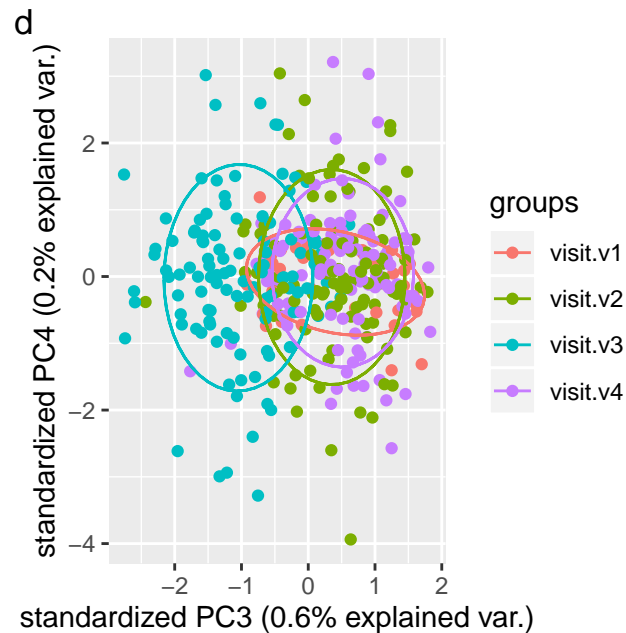 d
standardized PC4 (0.2% explained var.)
2
0
−2
−4
−2
−1
0
1
2
standardized PC3 (0.6% explained var.)
groups
visit.v1
visit.v2
visit.v3
visit.v4